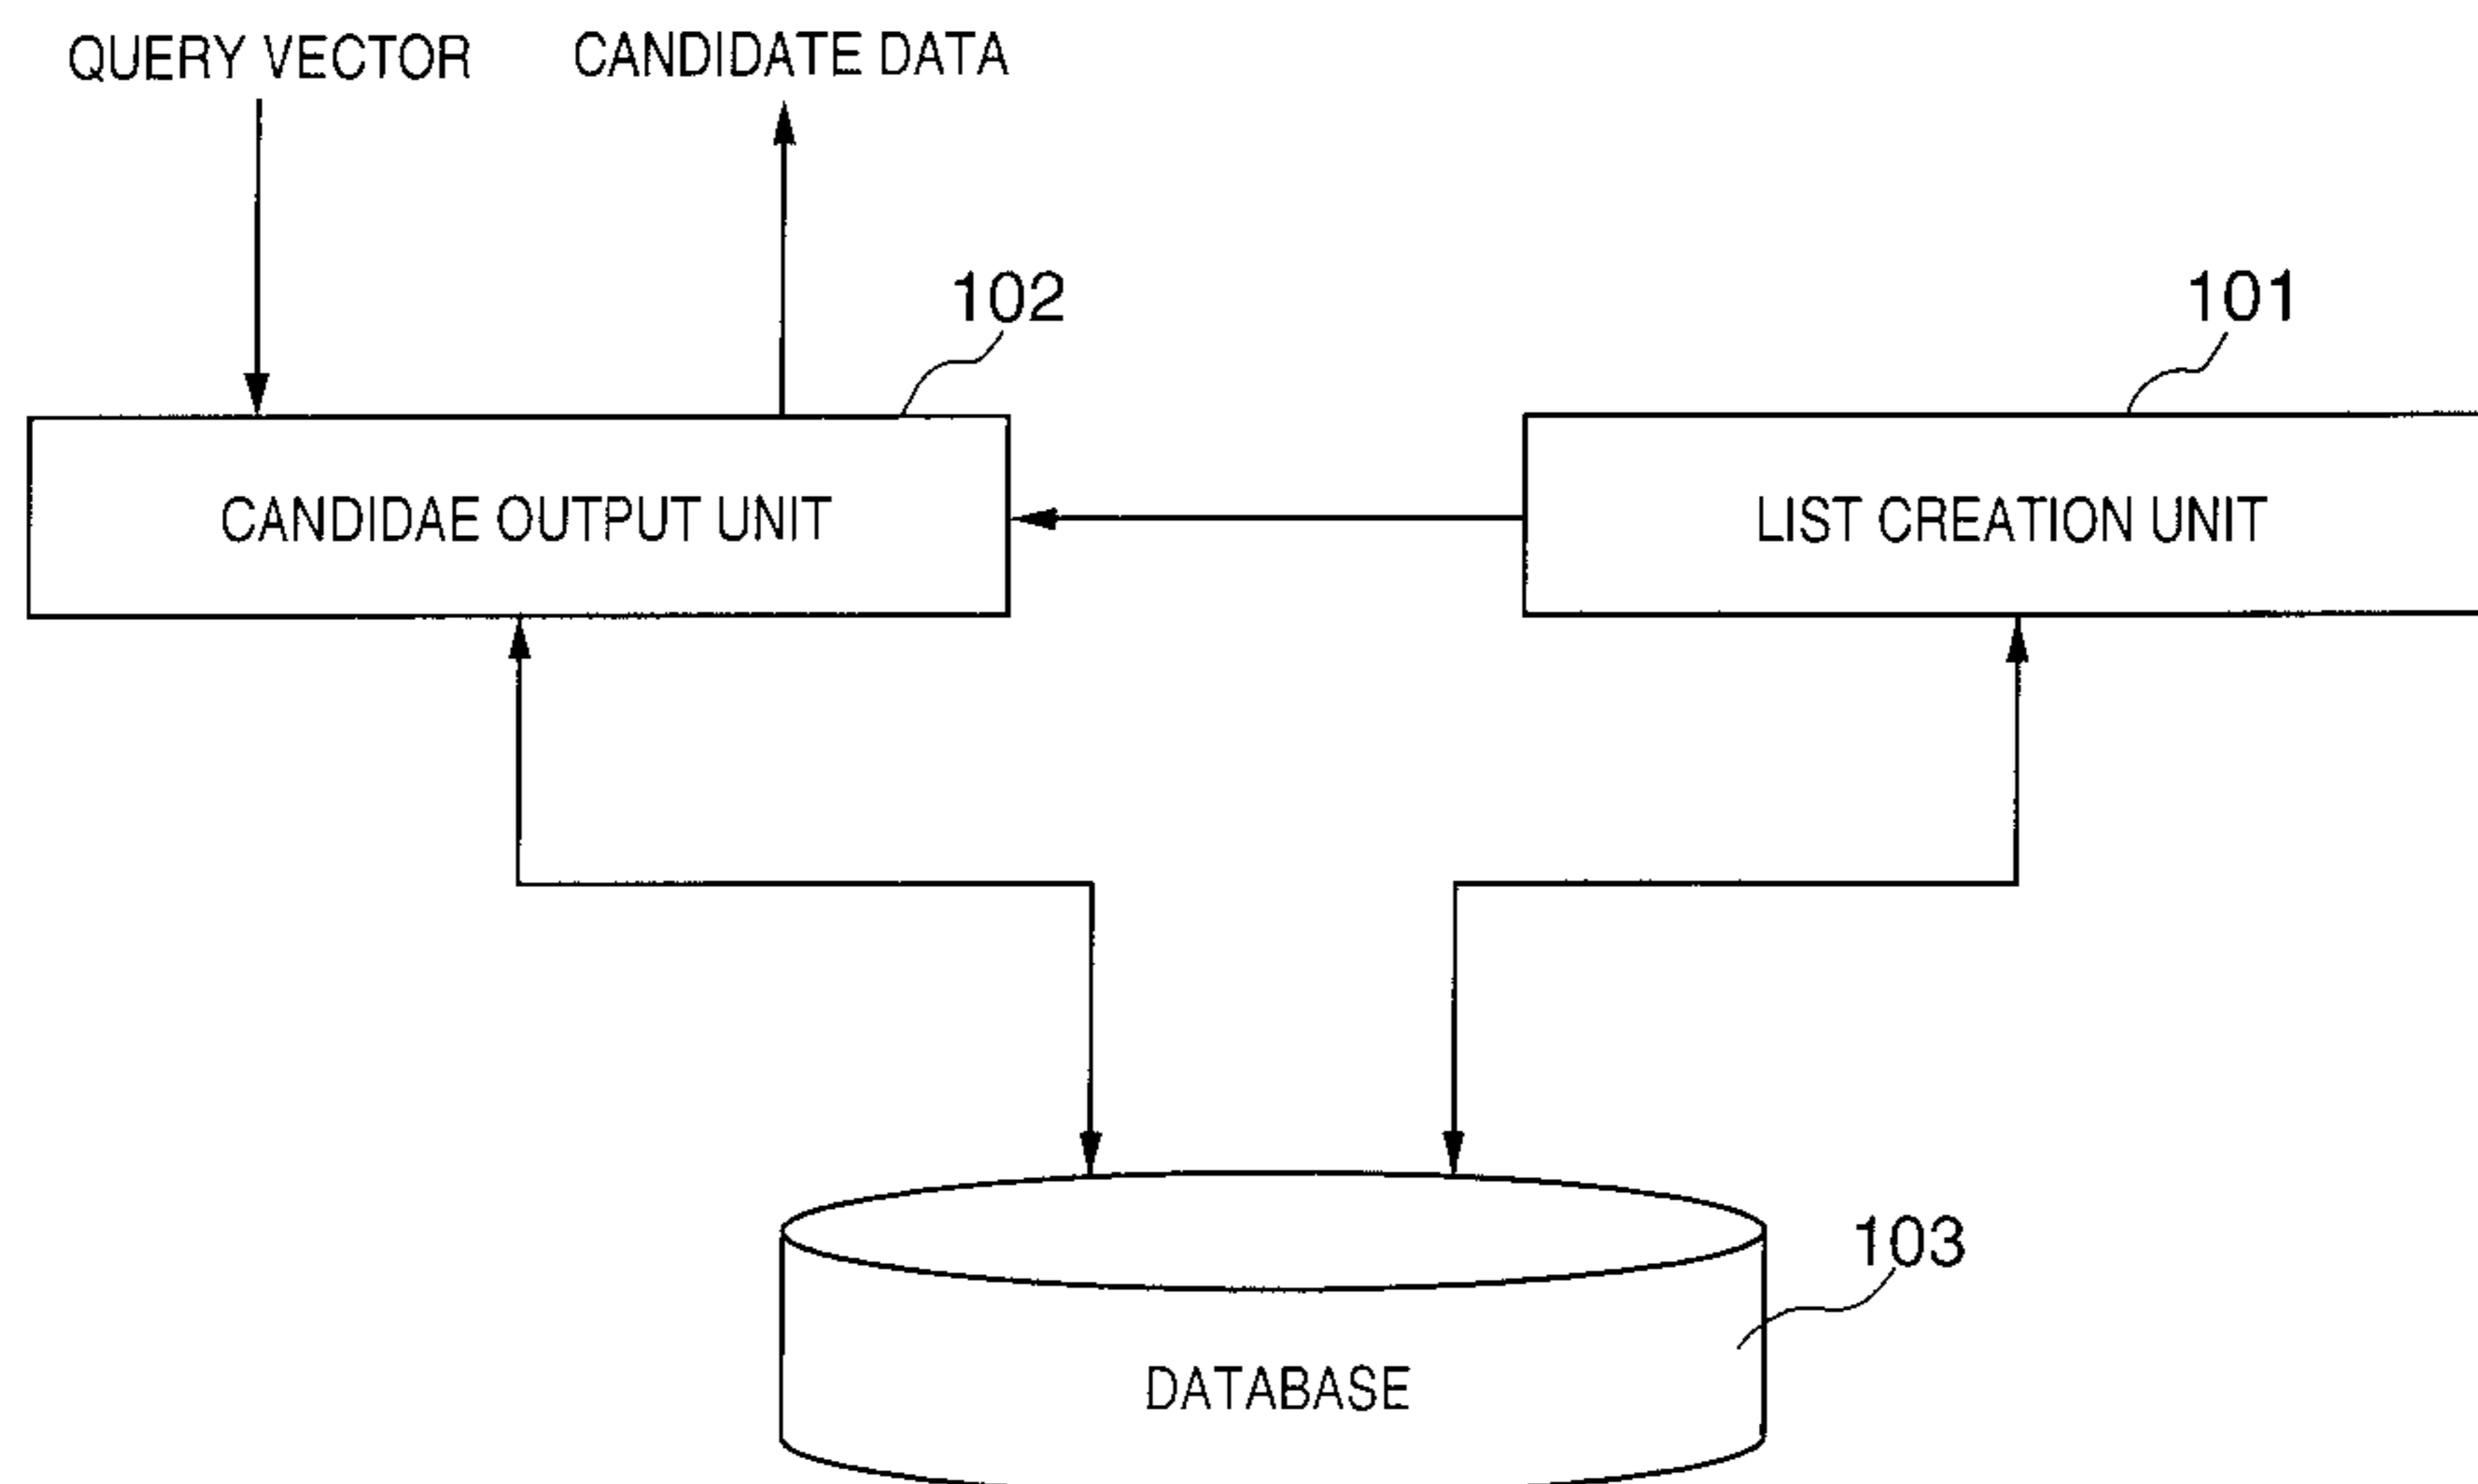 QUERY VECTOR
CANDIDATE DATA
102
101
CANDIDAE OUTPUT UNIT
LIST CREATION UNIT
103
DATABASE